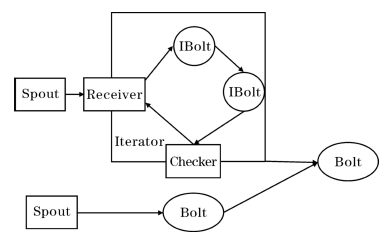 IBolt
Spout
Receiver
IBolt
Iterator
Checker
Bolt
Spout
Bolt